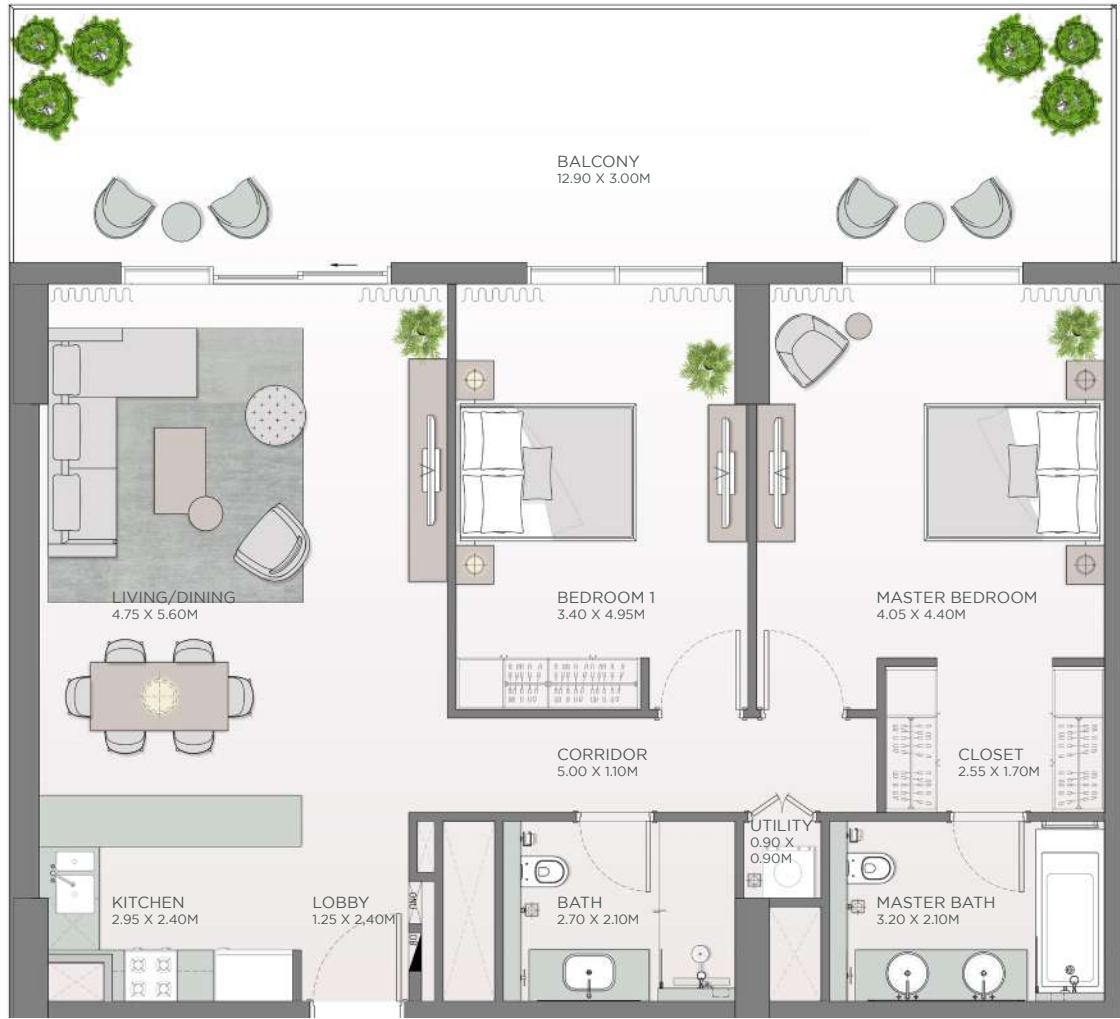 BALCONY
12.90 X 3.00M
LIVING/DINING
4.75 X 5.60M
BEDROOM 1
3.40 X 4.95M
MASTER BEDROOM
4.05 X 4.40M
CORRIDOR
5.00 X 1.10M
CLOSET
2.55 X 1.70M
UTILITY
0.90 X
0.90M
KITCHEN
2.95 X 2.40M
LOBBY
1.25 X 2,40M
BATH
2.70 X 2.10M
MASTER BATH
3.20 X 2.10M